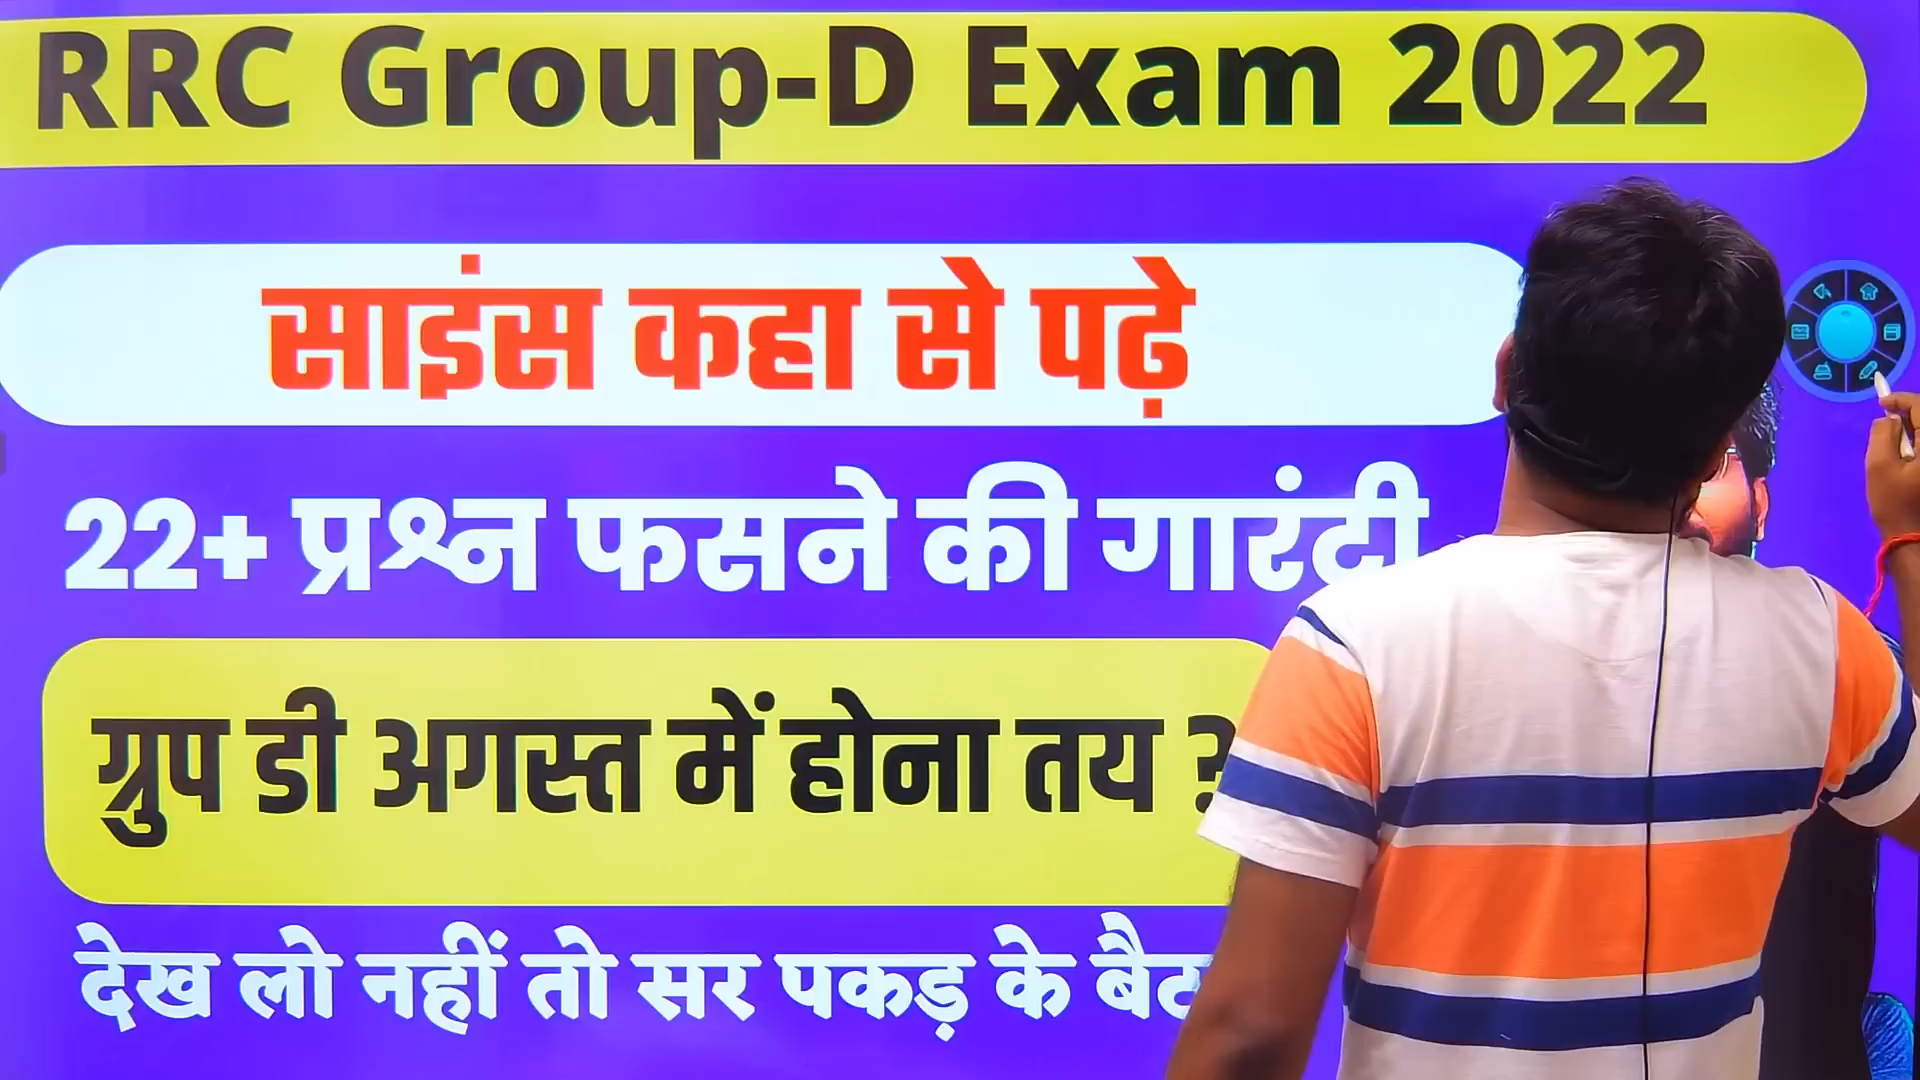 RRC Group-D Exam 2022
साइंस कहा से पढ़े
22+ प्रश्न फसने की गारंटी
ग्रुप डी अगस्त में होना तय ?
देख लो नहीं तो सर पकड़ के